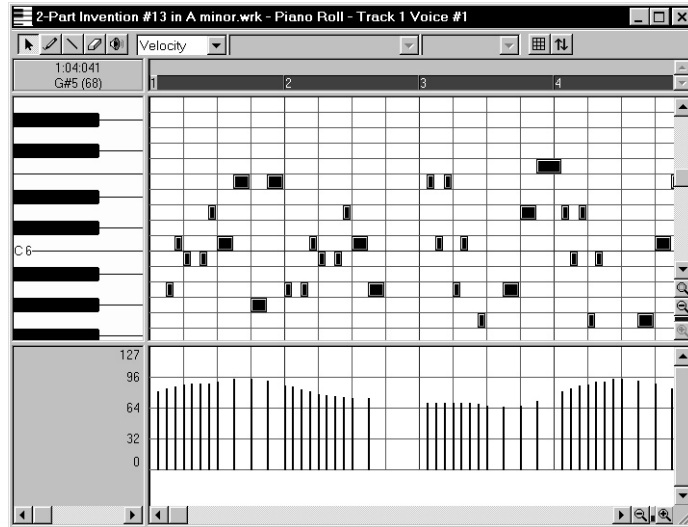 2-Part Invention #13 in A minor.wrk - Piano Roll - Track 1 Voice #1
Velocity
1:04:041
G#5 (68)
1 2 3 4
C 6
127
96
64
32
0